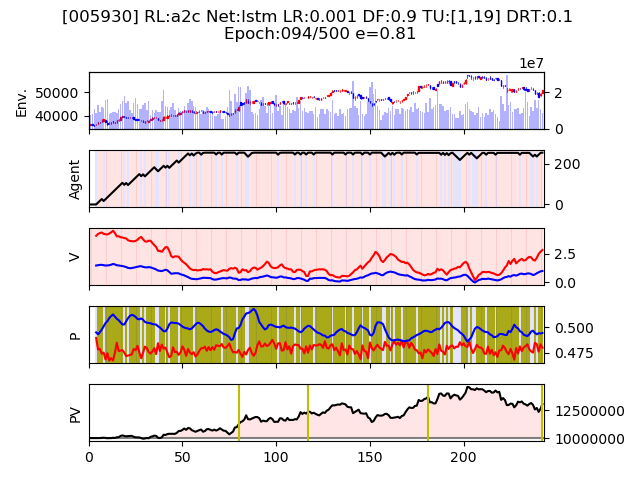 [005930] RL:a2c Net:lstm LR:0.001 DF:0.9 TU:[1,19] DRT:0.1
Epoch:094/500 e=0.81
1e7
Env.
50000
40000
2
0
Agent
200
0
V
2.5
0.0
P
0.500
0.475
PV
12500000
10000000
0 50 100 150 200